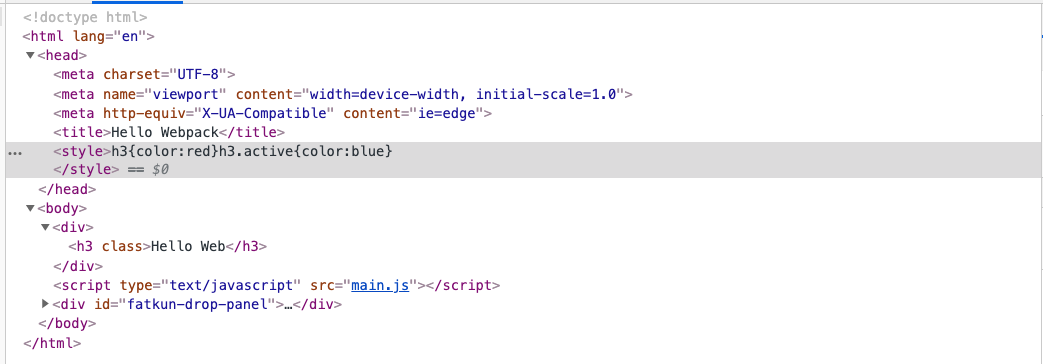 <!doctype html>
<html lang="en">
▼<head>
<meta charset="UTF-8">
<meta name="viewport" content="width=device-width, initial-scale=1.0">
<meta http-equiv="X-UA-Compatible" content="ie=edge">
<title>Hello Webpack</title>
… <style>h3{color:red}h3.active{color:blue}
</style> == $0
</head>
▼<body>
▼<div>
<h3 class>Hello Web</h3>
</div>
<script type="text/javascript" src="main.js"></script>
▶<div id="fatkun-drop-panel">…</div>
</body>
</html>